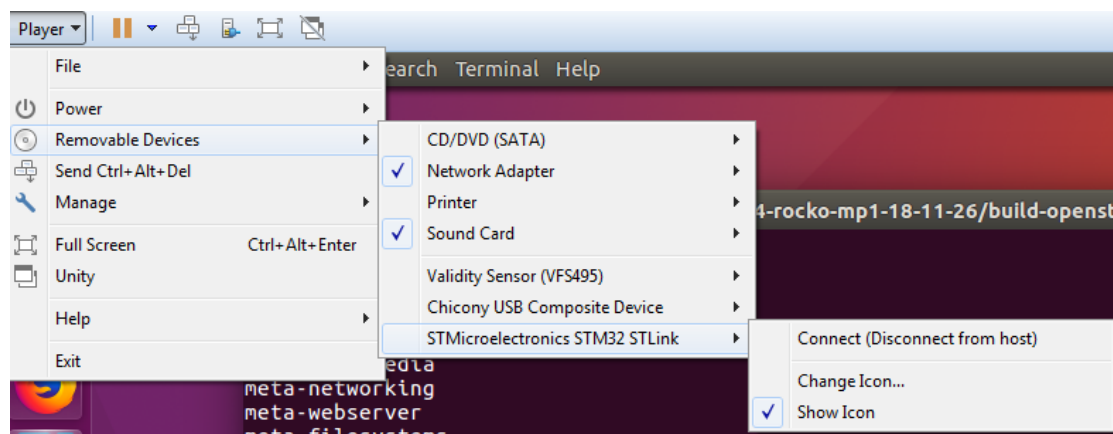 Player
File
earch Terminal Help
Power
Removable Devices
CD/DVD (SATA)
Send Ctrl+Alt+Del
Network Adapter
Manage
Printer
4-rocko-mp1-18-11-26/build-openst
Sound Card
Full Screen Ctrl+Alt+Enter
Unity
Validity Sensor (VFS495)
Chicony USB Composite Device
Help
STMicroelectronics STM32 STLink
Connect (Disconnect from host)
Exit
edia
Change Icon...
meta-networking
meta-webserver
Show Icon
meta-filesystems